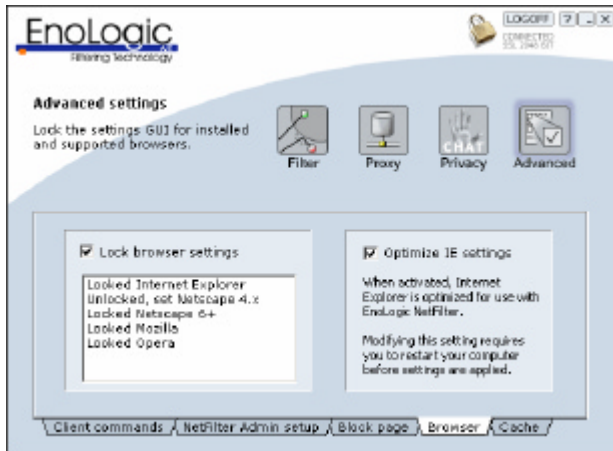 EnoLogic
Filtering Technology
LOGOFF ? _ X
CONNECTED
SSL 2048 BIT
Advanced settings
Lock the settings GUI for installed
and supported browsers.
CHAT
Filter
Proxy
Privacy
Advanced
Lock browser settings
Locked Internet Explorer
Unlocked, set Netscape 4.x
Locked Netscape 6+
Locked Mozilla
Locked Opera
Optimize IE settings
When activated, Internet
Explorer is optimized for use with
EnoLogic NetFilter.
Modifying this setting requires
you to restart your computer
before settings are applied.
Client commands
NetFilter Admin setup
Block page
Browser
Cache